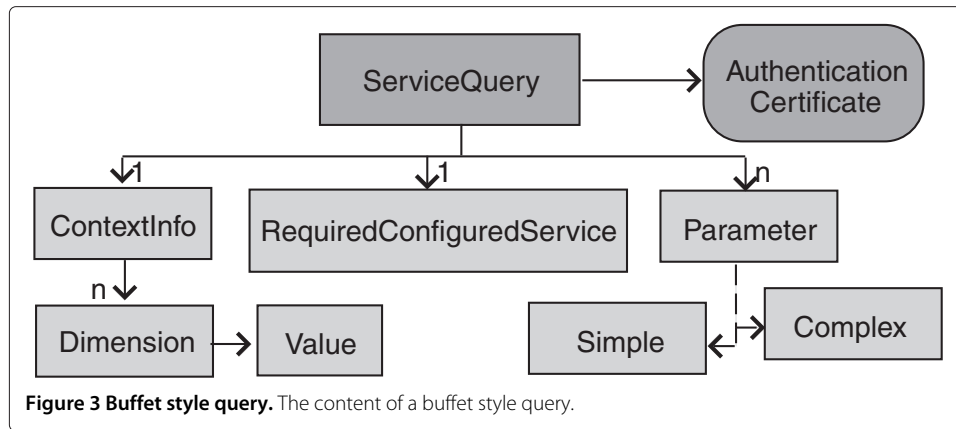 ServiceQuery
Authentication
Certificate
1
1
n
ContextInfo
RequiredConfiguredService
Parameter
n
Dimension
Value
Simple
Complex
Figure 3 Buffet style query. The content of a buffet style query.